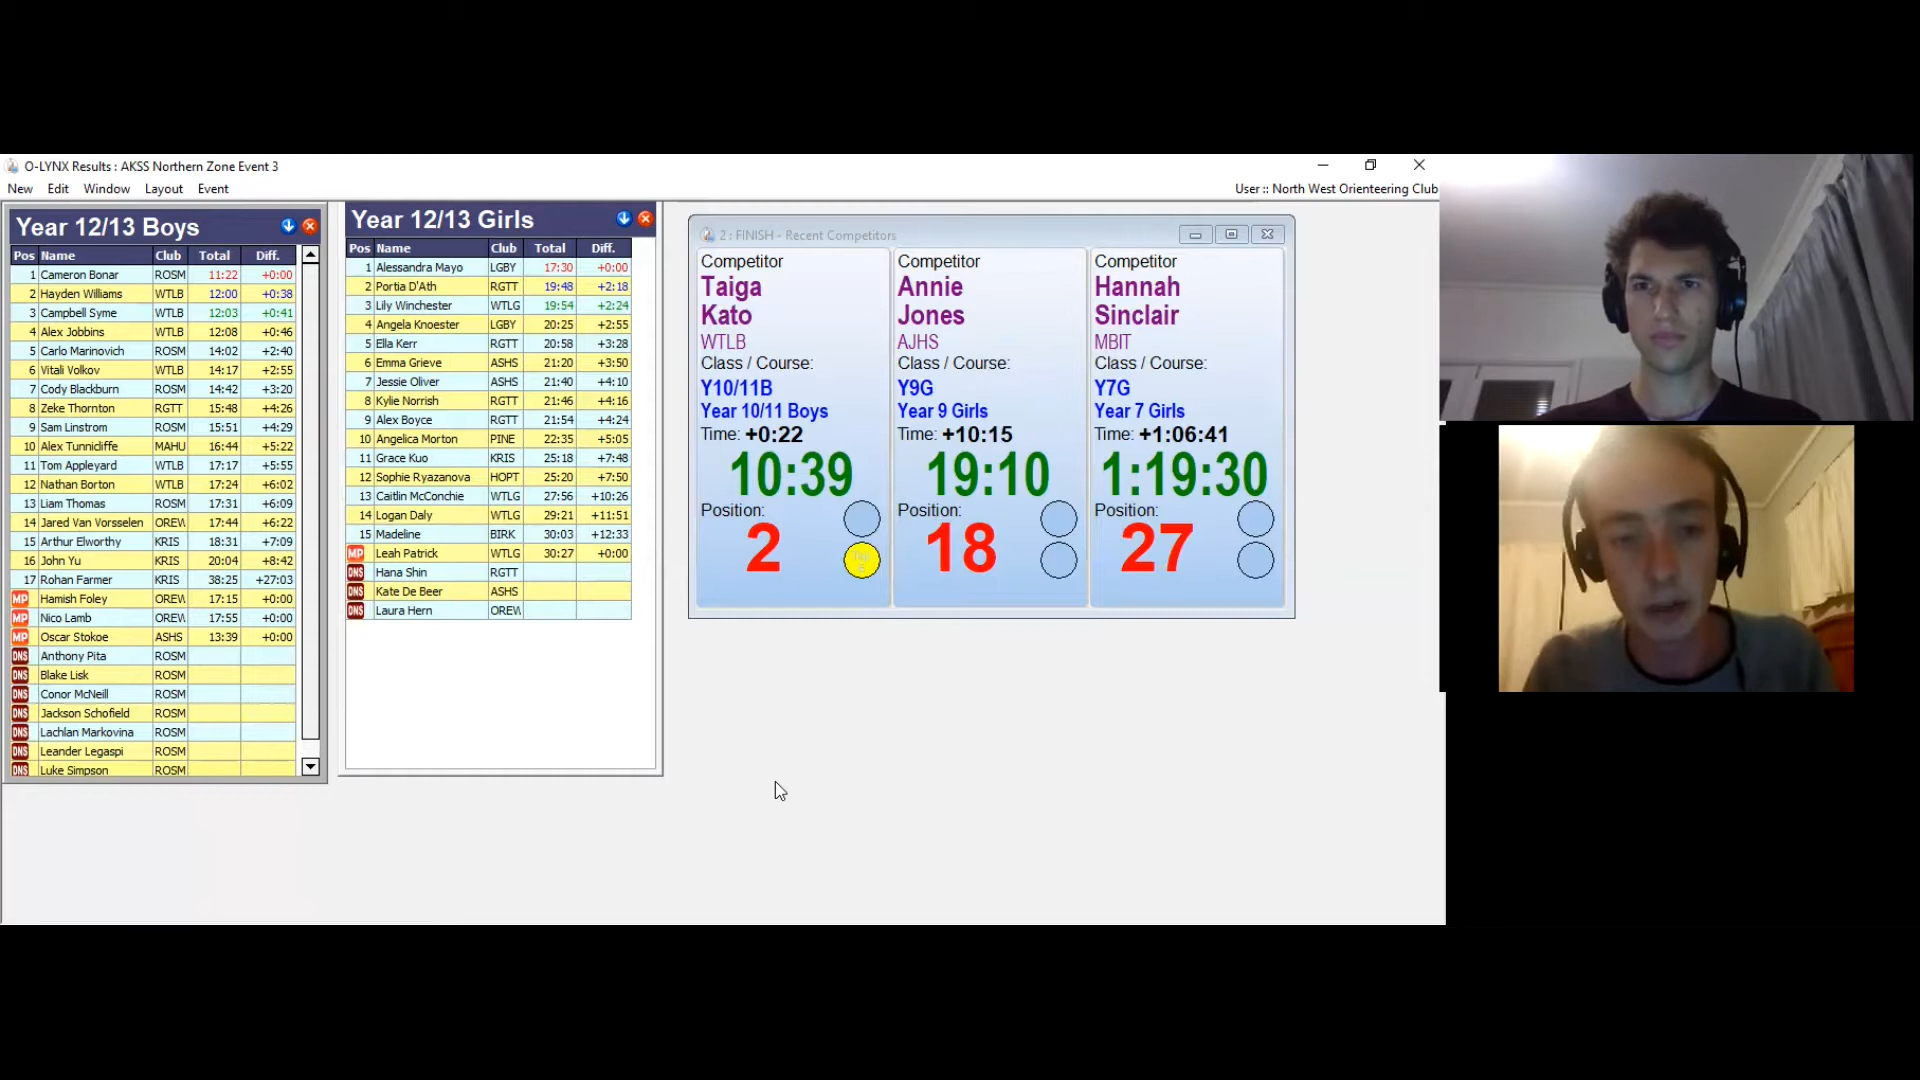 O-LYNX Results : AKSS Northern Zone Event 3
New Edit Window Layout Event
User :: North West Orienteering Club
Year 12/13 Boys
Pos Name Club Total Diff.
1 Cameron Bonar ROSM 11:22 +0:00
2 Hayden Williams WTLB 12:00 +0:38
3 Campbell Syme WTLB 12:03 +0:41
4 Alex Jobbins WTLB 12:08 +0:46
5 Carlo Marinovich ROSM 14:02 +2:40
6 Vitali Volkov WTLB 14:17 +2:55
7 Cody Blackburn ROSM 14:42 +3:20
8 Zeke Thornton RGTT 15:48 +4:26
9 Sam Linstrom ROSM 15:51 +4:29
10 Alex Tunnicliffe MAHU 16:44 +5:22
11 Tom Appleyard WTLB 17:17 +5:55
12 Nathan Borton WTLB 17:24 +6:02
13 Liam Thomas ROSM 17:31 +6:09
14 Jared Van Vorsselen OREW 17:44 +6:22
15 Arthur Elworthy KRIS 18:31 +7:09
16 John Yu KRIS 20:04 +8:42
17 Rohan Farmer KRIS 38:25 +27:03
MP Hamish Foley OREW 17:15 +0:00
MP Nico Lamb OREW 17:55 +0:00
MP Oscar Stokoe ASHS 13:39 +0:00
DNS Anthony Pita ROSM
DNS Blake Lisk ROSM
DNS Conor McNeill ROSM
DNS Jackson Schofield ROSM
DNS Lachlan Markovina ROSM
DNS Leander Legaspi ROSM
DNS Luke Simpson ROSM
Year 12/13 Girls
Pos Name Club Total Diff.
1 Alessandra Mayo LGBY 17:30 +0:00
2 Portia D'Ath RGTT 19:48 +2:18
3 Lily Winchester WTLG 19:54 +2:24
4 Angela Knoester LGBY 20:25 +2:55
5 Ella Kerr RGTT 20:58 +3:28
6 Emma Grieve ASHS 21:20 +3:50
7 Jessie Oliver ASHS 21:40 +4:10
8 Kylie Norrish RGTT 21:46 +4:16
9 Alex Boyce RGTT 21:54 +4:24
10 Angelica Morton PINE 22:35 +5:05
11 Grace Kuo KRIS 25:18 +7:48
12 Sophie Ryazanova HOPT 25:20 +7:50
13 Caitlin McConchie WTLG 27:56 +10:26
14 Logan Daly WTLG 29:21 +11:51
15 Madeline BIRK 30:03 +12:33
MP Leah Patrick WTLG 30:27 +0:00
DNS Hana Shin RGTT
DNS Kate De Beer ASHS
DNS Laura Hern OREW
2 : FINISH - Recent Competitors
Competitor
Taiga
Kato
WTLB
Class / Course:
Y10/11B
Year 10/11 Boys
Time: +0:22
10:39
Position:
2
Competitor
Annie
Jones
AJHS
Class / Course:
Y9G
Year 9 Girls
Time: +10:15
19:10
Position:
18
Competitor
Hannah
Sinclair
MBIT
Class / Course:
Y7G
Year 7 Girls
Time: +1:06:41
1:19:30
Position:
27